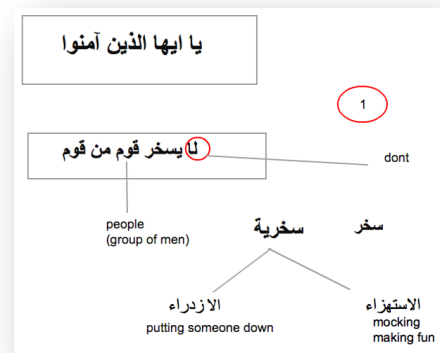 يا ايها الذين آمنوا
1
لا يسخر قوم من قوم
dont
people
(group of men)
سخرية
سخر
الازدراء
putting someone down
الاستهزاء
mocking
making fun